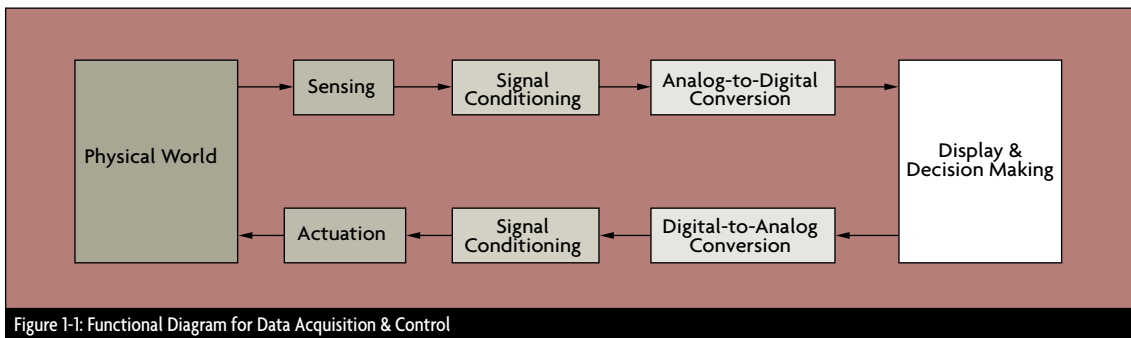 Physical World
Sensing
Signal
Conditioning
Analog-to-Digital
Conversion
Display &
Decision Making
Actuation
Signal
Conditioning
Digital-to-Analog
Conversion
Figure 1-1: Functional Diagram for Data Acquisition & Control